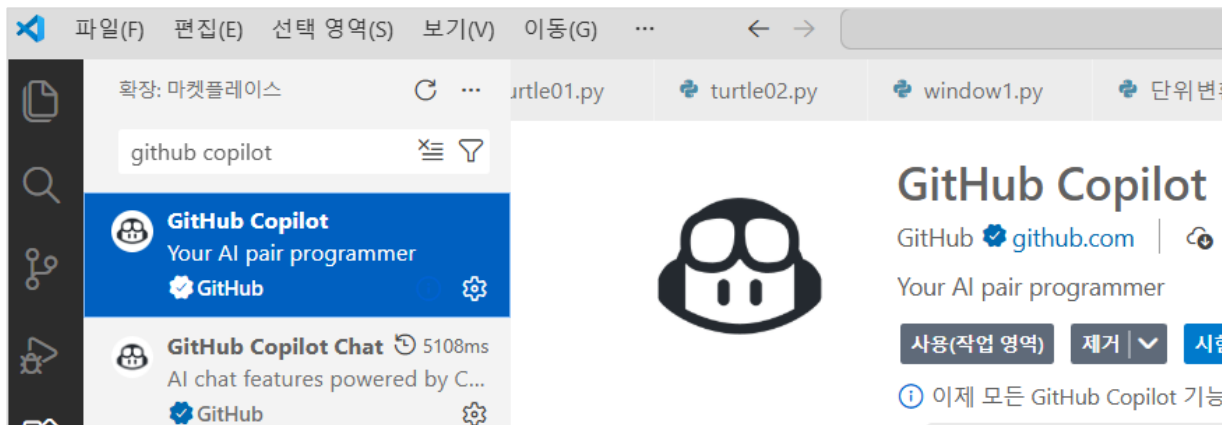 파일(F) 편집(E) 선택 영역(S) 보기(V) 이동(G) ···
확장: 마켓플레이스 ···
urtle01.py turtle02.py window1.py 단위변
github copilot
GitHub Copilot
Your AI pair programmer
GitHub
GitHub Copilot Chat 5108ms
AI chat features powered by C...
GitHub
GitHub Copilot
GitHub github.com
Your AI pair programmer
사용(작업 영역) 제거 시험
이제 모든 GitHub Copilot 기능